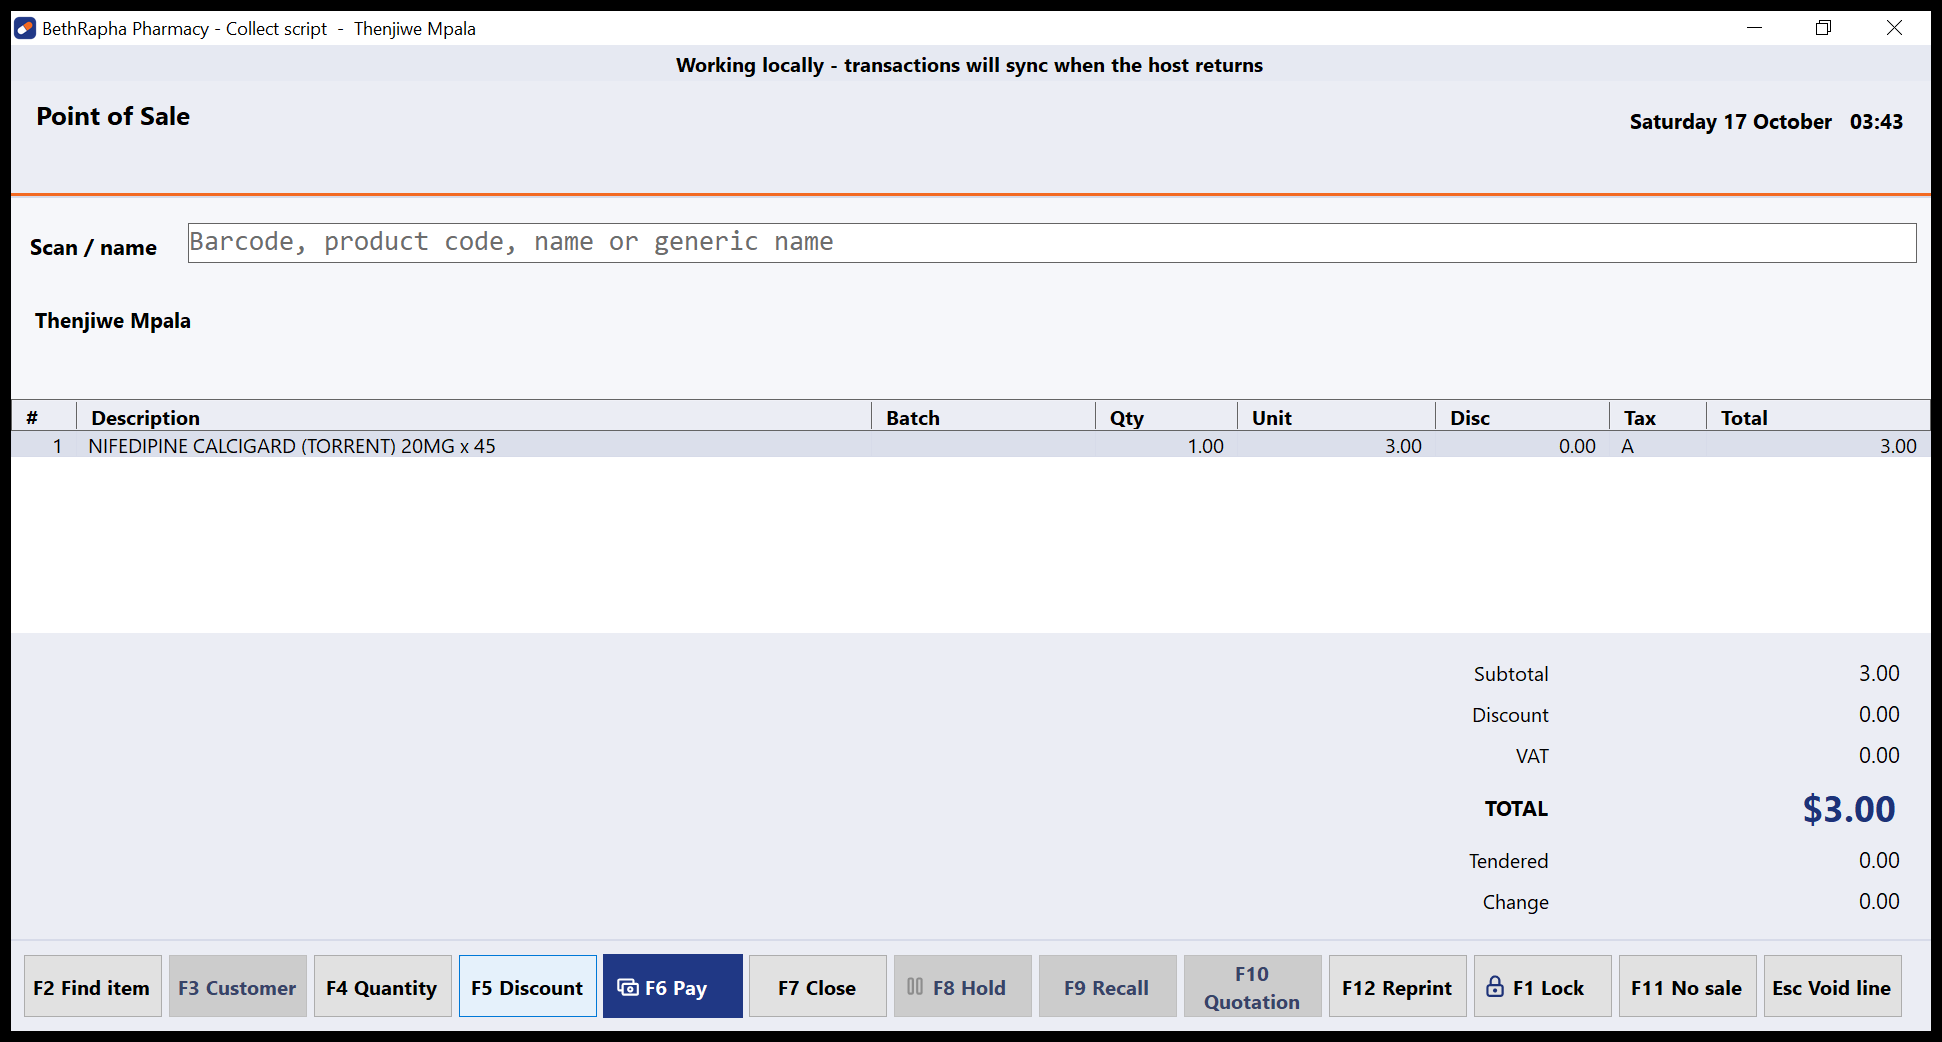 BethRapha Pharmacy - Collect script - Thenjiwe Mpala
Working locally - transactions will sync when the host returns
Point of Sale
Saturday 17 October 03:43
Scan / name
Barcode, product code, name or generic name
Thenjiwe Mpala
# Description Batch Qty Unit Disc Tax Total
1 NIFEDIPINE CALCIGARD (TORRENT) 20MG x 45 1.00 3.00 0.00 A 3.00
Subtotal 3.00
Discount 0.00
VAT 0.00
TOTAL $3.00
Tendered 0.00
Change 0.00
F2 Find item F3 Customer F4 Quantity F5 Discount F6 Pay F7 Close F8 Hold F9 Recall F10 Quotation F12 Reprint F1 Lock F11 No sale Esc Void line